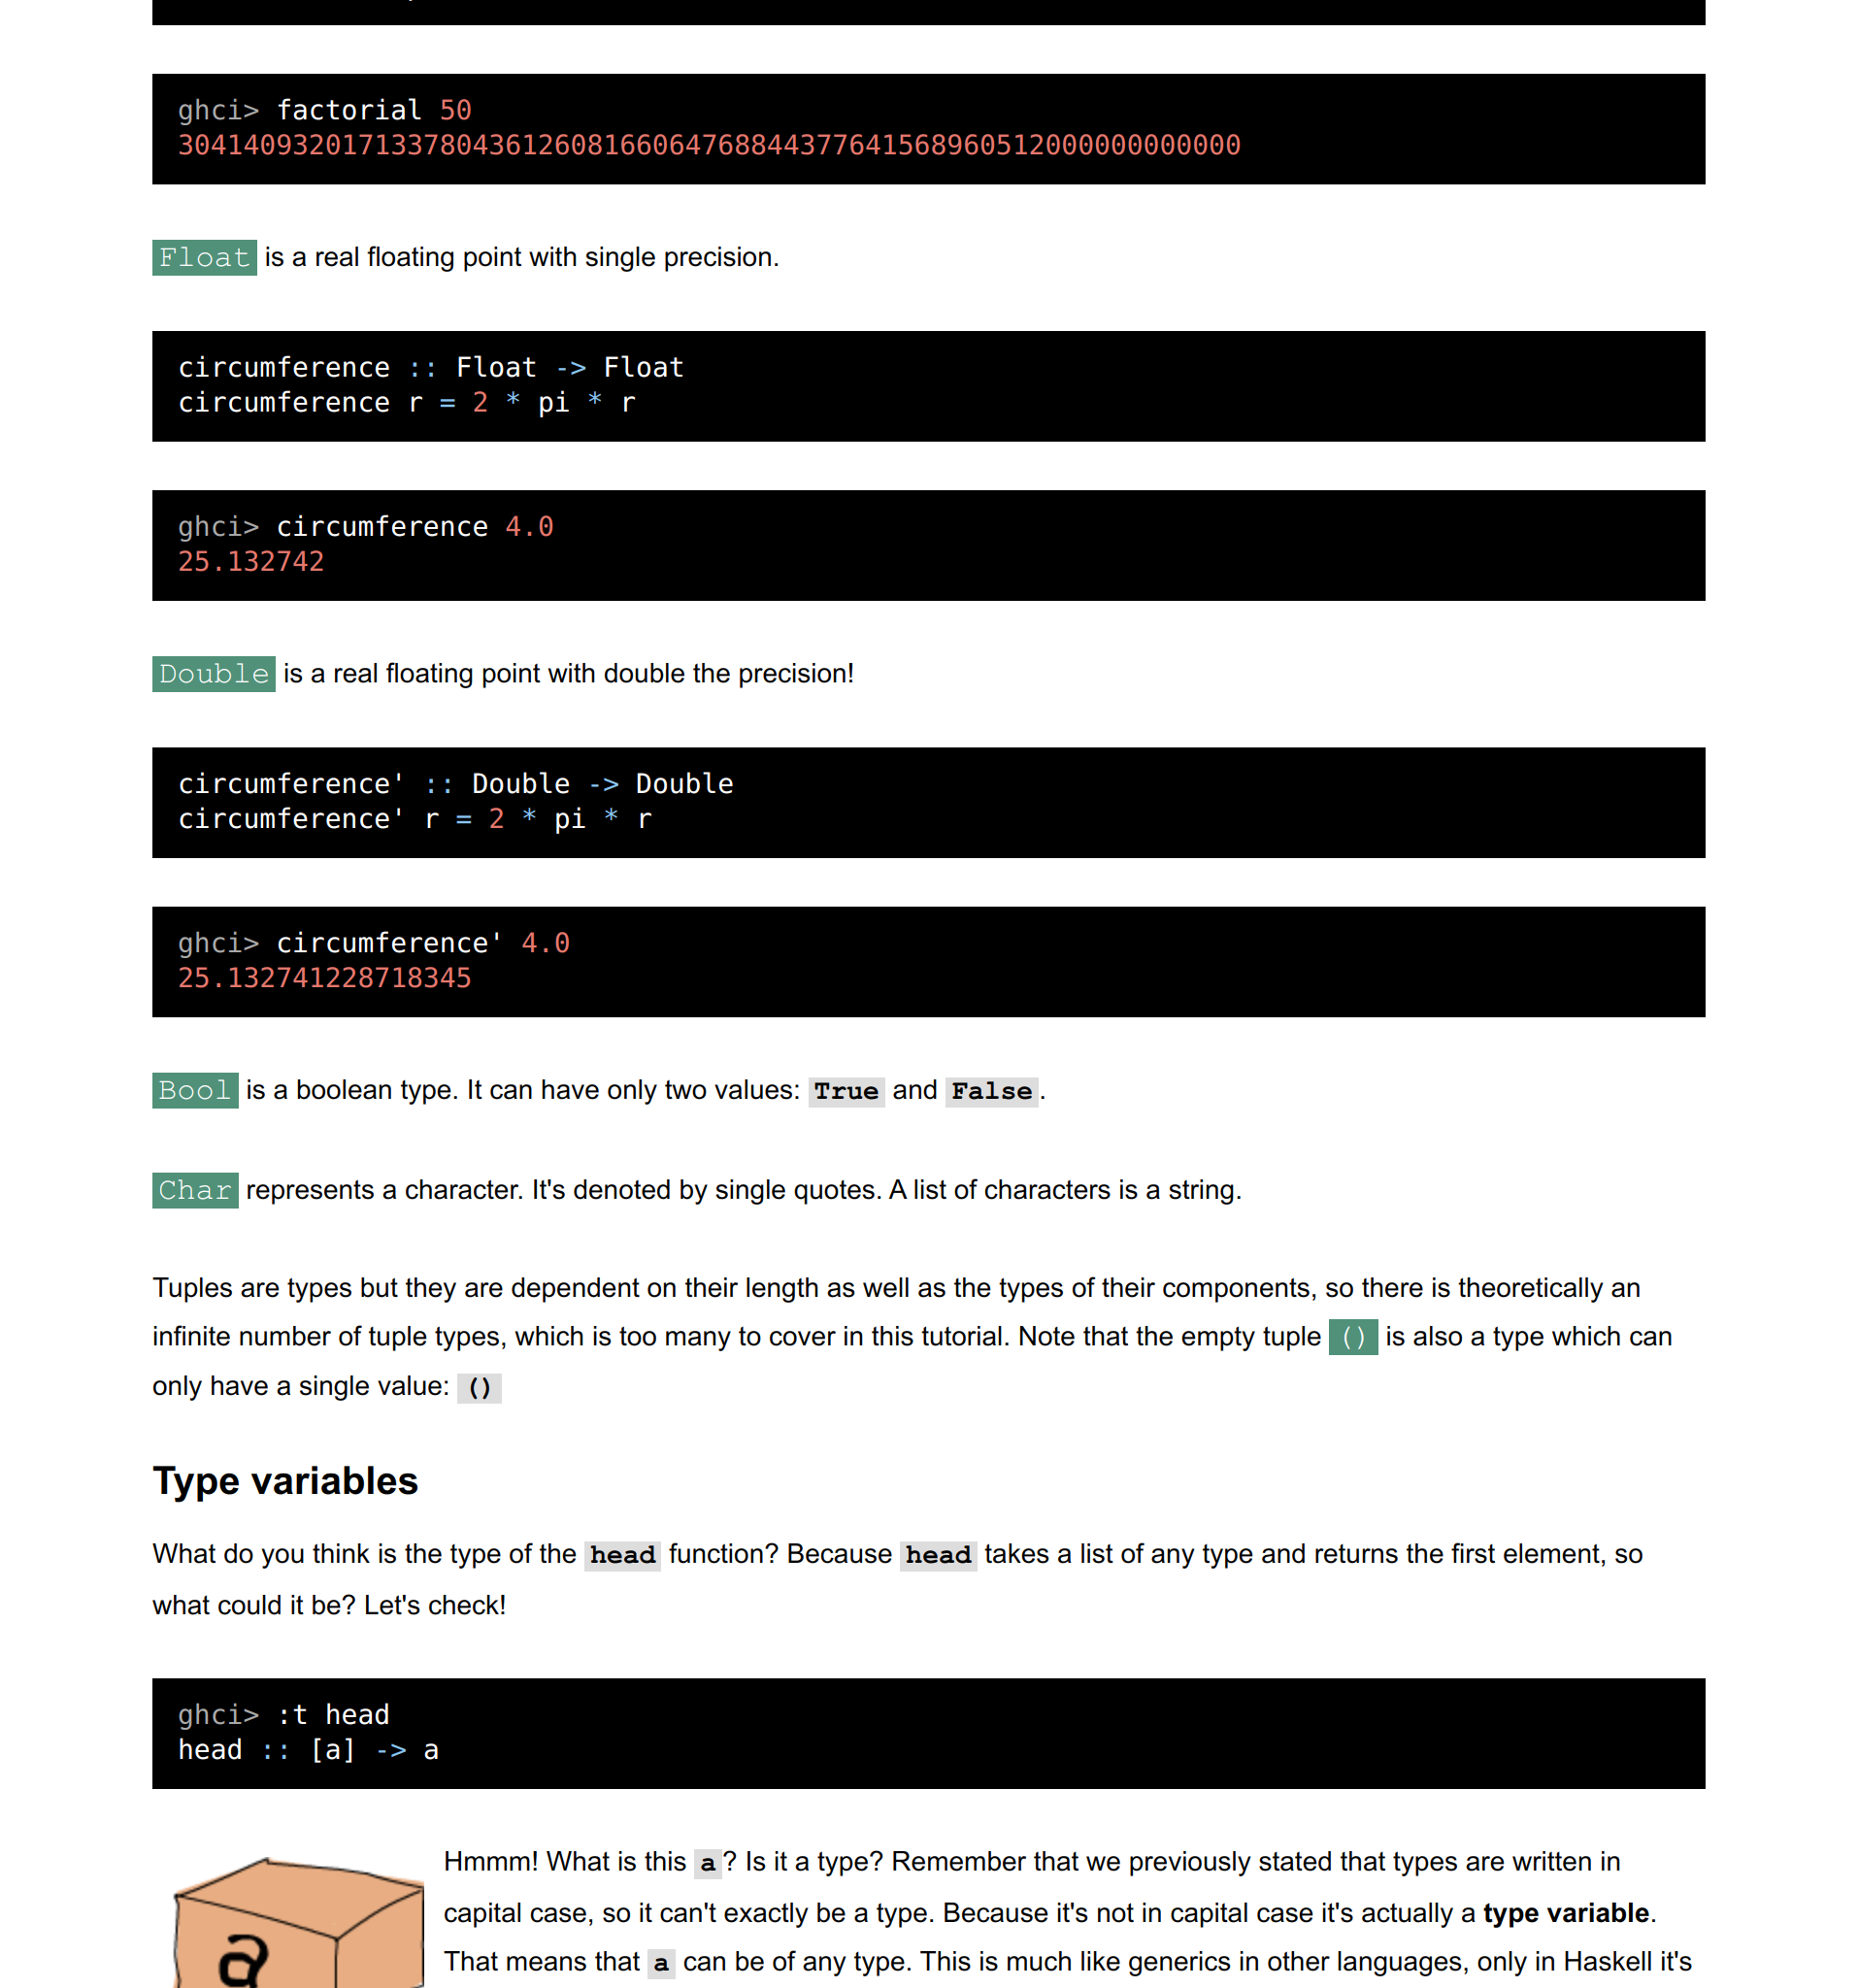 ghci> factorial 50
30414093201713378043612608166064768844377641568960512000000000000
Float is a real floating point with single precision.
circumference :: Float -> Float
circumference r = 2 * pi * r
ghci> circumference 4.0
25.132742
Double is a real floating point with double the precision!
circumference' :: Double -> Double
circumference' r = 2 * pi * r
ghci> circumference' 4.0
25.132741228718345
Bool is a boolean type. It can have only two values: True and False.
Char represents a character. It's denoted by single quotes. A list of characters is a string.
Tuples are types but they are dependent on their length as well as the types of their components, so there is theoretically an
infinite number of tuple types, which is too many to cover in this tutorial. Note that the empty tuple () is also a type which can
only have a single value: ()
Type variables
What do you think is the type of the head function? Because head takes a list of any type and returns the first element, so
what could it be? Let's check!
ghci> :t head
head :: [a] -> a
Hmmm! What is this a? Is it a type? Remember that we previously stated that types are written in
capital case, so it can't exactly be a type. Because it's not in capital case it's actually a type variable.
That means that a can be of any type. This is much like generics in other languages, only in Haskell it's
a